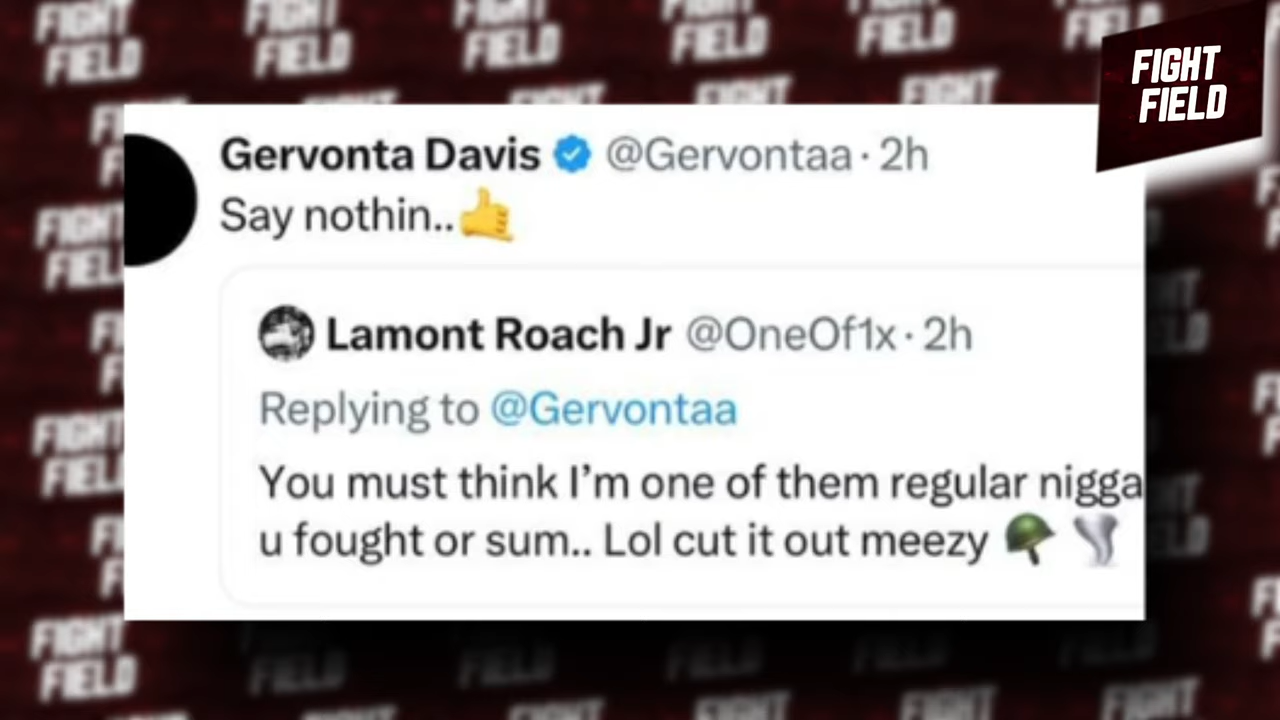 FIGHT
FIELD
Gervonta Davis @Gervontaa · 2h
Say nothin..🤙
Lamont Roach Jr @OneOf1x · 2h
Replying to @Gervontaa
You must think I’m one of them regular nigga
u fought or sum.. Lol cut it out meezy 🪖 🌪️